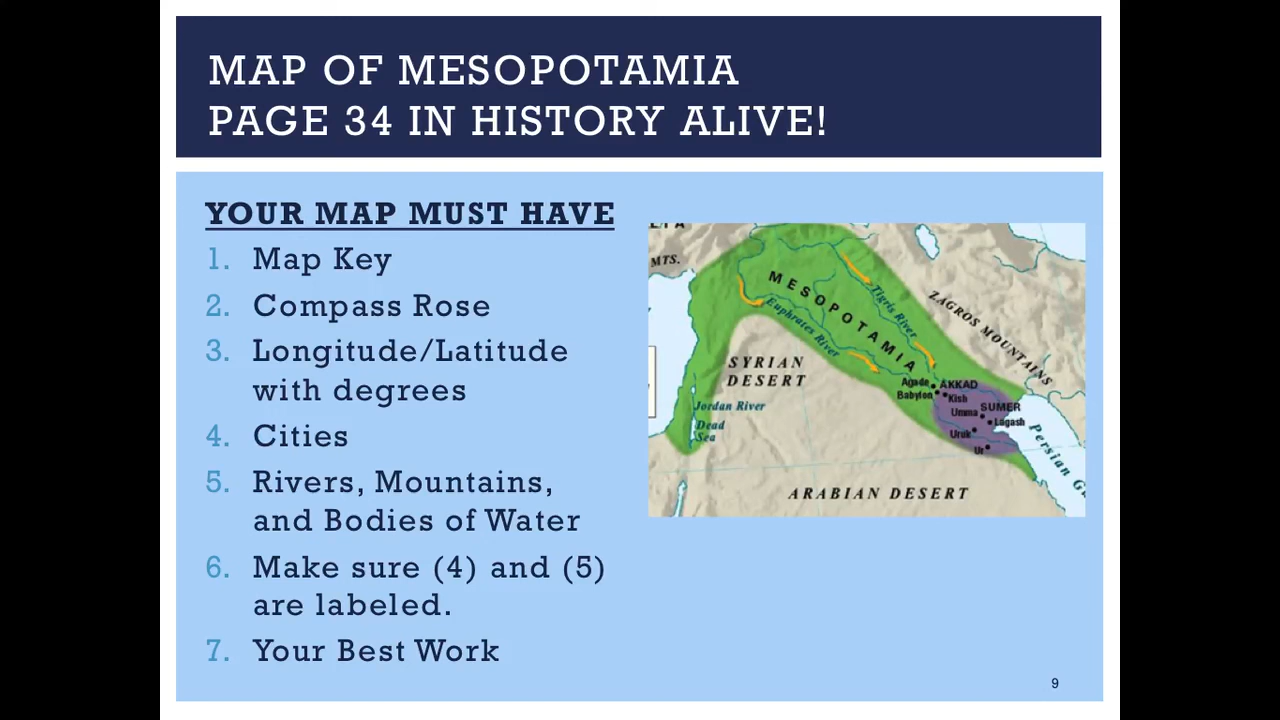 MAP OF MESOPOTAMIA
PAGE 34 IN HISTORY ALIVE!
YOUR MAP MUST HAVE
1. Map Key
2. Compass Rose
3. Longitude/Latitude
with degrees
4. Cities
5. Rivers, Mountains,
and Bodies of Water
6. Make sure (4) and (5)
are labeled.
7. Your Best Work
MTS.
MESOPOTAMIA
Tigris River
Euphrates River
ZAGROS MOUNTAINS
SYRIAN
DESERT
Agade
AKKAD
Babylon
Kish
SUMER
Umma
Lagash
Uruk
Ur
Jordan River
Dead
Sea
Persian Gu
ARABIAN DESERT
9